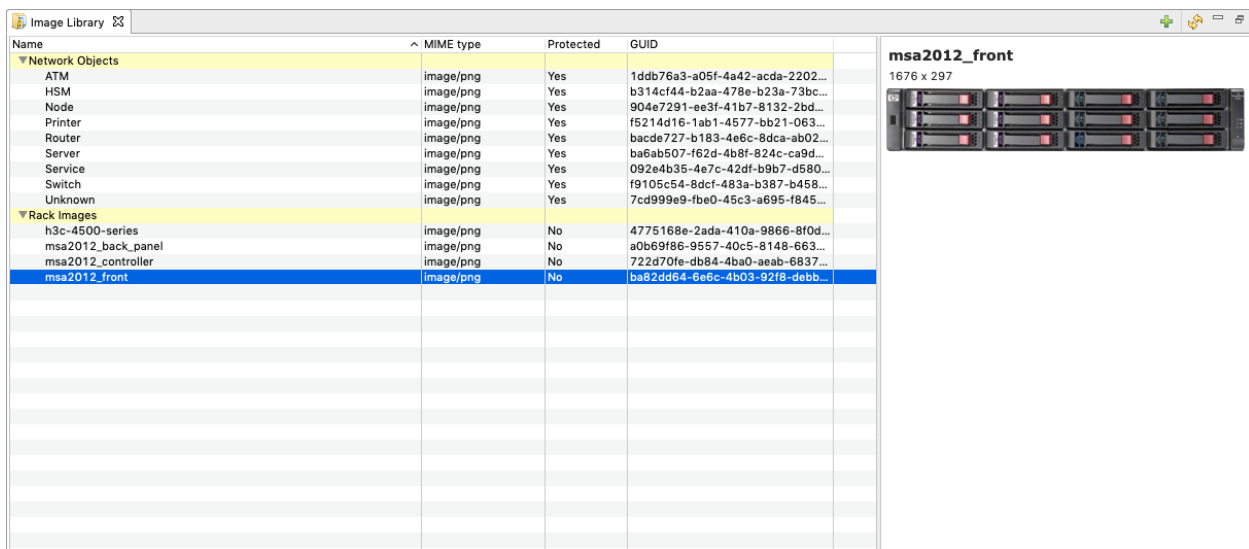 Image Library
Name MIME type Protected GUID
Network Objects
ATM image/png Yes 1ddb76a3-a05f-4a42-acda-2202...
HSM image/png Yes b314cf44-b2aa-478e-b23a-73bc...
Node image/png Yes 904e7291-ee3f-41b7-8132-2bd...
Printer image/png Yes f5214d16-1ab1-4577-bb21-063...
Router image/png Yes bacde727-b183-4e6c-8dca-ab02...
Server image/png Yes ba6ab507-f62d-4b8f-824c-ca9d...
Service image/png Yes 092e4b35-4e7c-42df-b9b7-d580...
Switch image/png Yes f9105c54-8dcf-483a-b387-b458...
Unknown image/png Yes 7cd999e9-fbe0-45c3-a695-f845...
Rack Images
h3c-4500-series image/png No 4775168e-2ada-410a-9866-8f0d...
msa2012_back_panel image/png No a0b69f86-9557-40c5-8148-663...
msa2012_controller image/png No 722d70fe-db84-4ba0-aeab-6837...
msa2012_front image/png No ba82dd64-6e6c-4b03-92f8-debb...
msa2012_front
1676 x 297